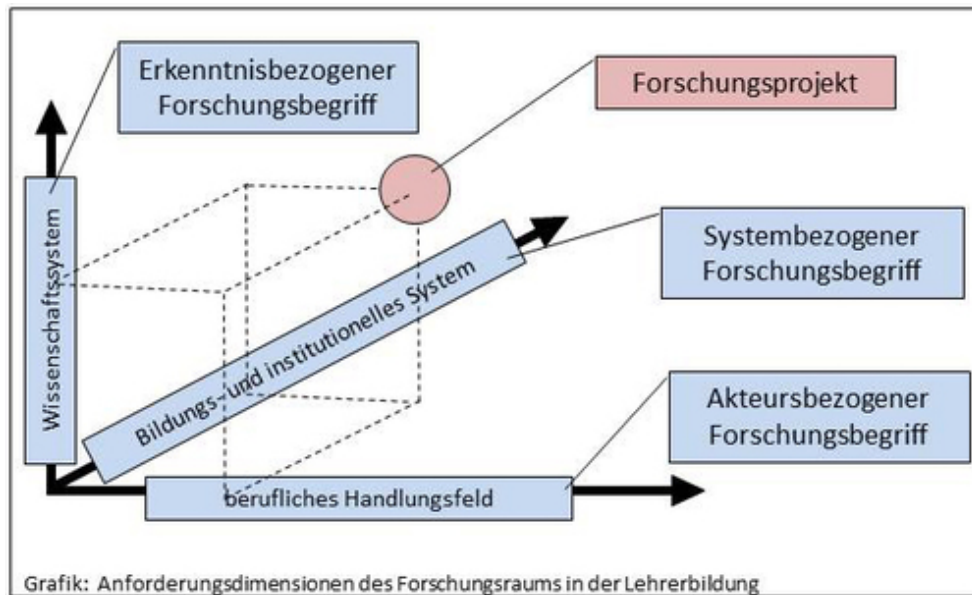 Erkenntnisbezogener
Forschungsbegriff
Forschungsprojekt
Wissenschaftssystem
Systembezogener
Forschungsbegriff
Bildungs- und institutionelles System
Akteursbezogener
Forschungsbegriff
berufliches Handlungsfeld
Grafik: Anforderungsdimensionen des Forschungsraums in der Lehrerbildung